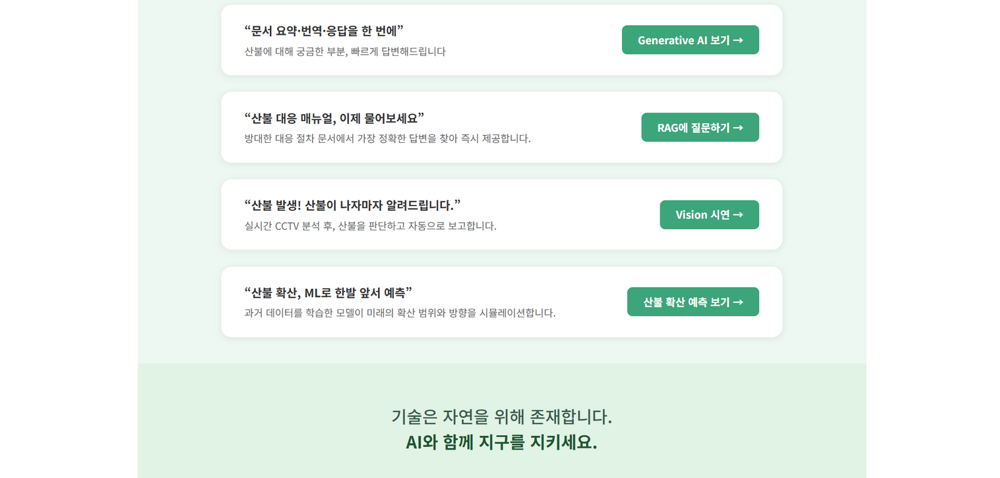 “문서 요약·번역·응답을 한 번에”
산불에 대해 궁금한 부분, 빠르게 답변해드립니다
Generative AI 보기 →
“산불 대응 매뉴얼, 이제 물어보세요”
방대한 대응 절차 문서에서 가장 정확한 답변을 찾아 즉시 제공합니다.
RAG에 질문하기 →
“산불 발생! 산불이 나자마자 알려드립니다.”
실시간 CCTV 분석 후, 산불을 판단하고 자동으로 보고합니다.
Vision 시연 →
“산불 확산, ML로 한발 앞서 예측”
과거 데이터를 학습한 모델이 미래의 확산 범위와 방향을 시뮬레이션합니다.
산불 확산 예측 보기 →
기술은 자연을 위해 존재합니다.
AI와 함께 지구를 지키세요.